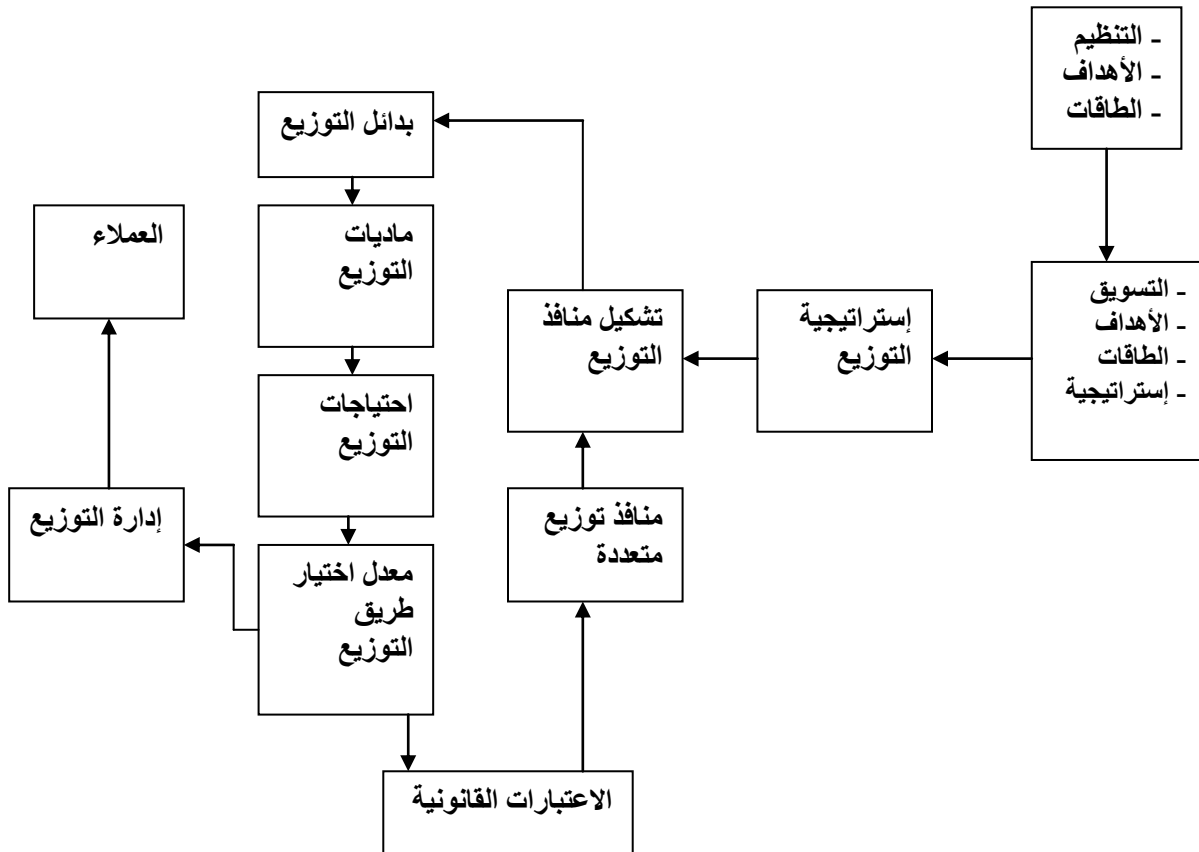 - التنظيم
- الأهداف
- الطاقات
- التسويق
- الأهداف
- الطاقات
- إستراتيجية
إستراتيجية
التوزيع
تشكيل منافذ
التوزيع
بدائل التوزيع
ماديات
التوزيع
احتياجات
التوزيع
معدل اختيار
طريق
التوزيع
الاعتبارات القانونية
منافذ توزيع
متعددة
إدارة التوزيع
العملاء